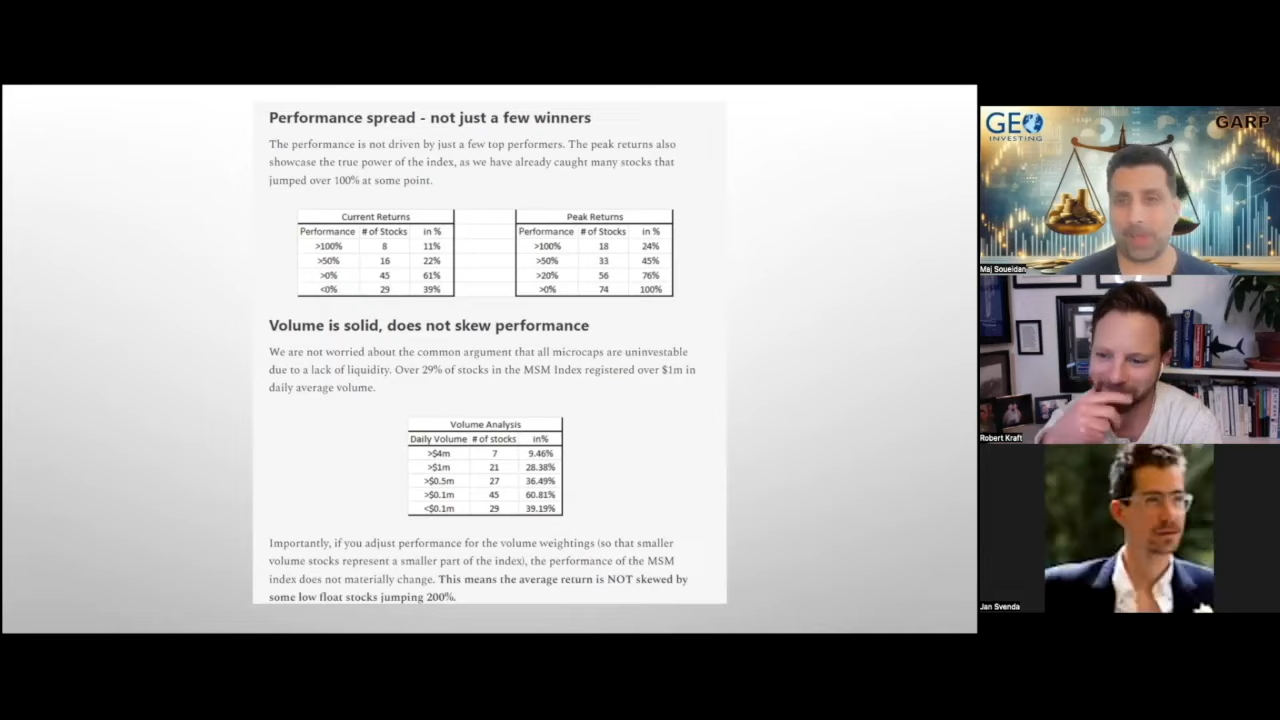 Performance spread - not just a few winners
The performance is not driven by just a few top performers. The peak returns also
showcase the true power of the index, as we have already caught many stocks that
jumped over 100% at some point.
Current Returns
Performance # of Stocks in %
>100% 8 11%
>50% 16 22%
>0% 45 61%
<0% 29 39%
Peak Returns
Performance # of Stocks in %
>100% 18 24%
>50% 33 45%
>20% 56 76%
>0% 74 100%
Volume is solid, does not skew performance
We are not worried about the common argument that all microcaps are uninvestable
due to a lack of liquidity. Over 29% of stocks in the MSM Index registered over $1m in
daily average volume.
Volume Analysis
Daily Volume # of stocks in%
>$4m 7 9.46%
>$1m 21 28.38%
>$0.5m 27 36.49%
>$0.1m 45 60.81%
<$0.1m 29 39.19%
Importantly, if you adjust performance for the volume weightings (so that smaller
volume stocks represent a smaller part of the index), the performance of the MSM
index does not materially change. This means the average return is NOT skewed by
some low float stocks jumping 200%.
GEO
INVESTING
GARP
Maj Soueidan
Robert Kraft
Jan Svenda